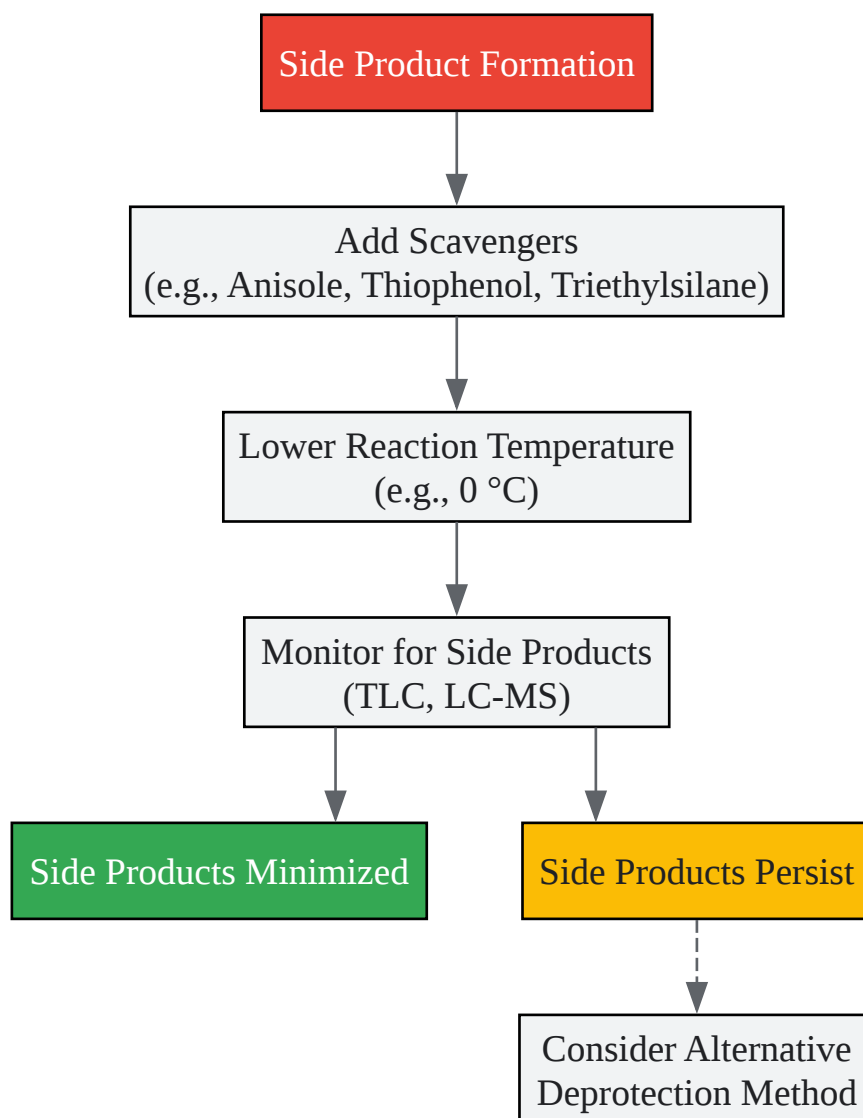 Side Product Formation
Add Scavengers
(e.g., Anisole, Thiophenol, Triethylsilane)
Lower Reaction Temperature
(e.g., 0 °C)
Monitor for Side Products
(TLC, LC-MS)
Side Products Minimized
Side Products Persist
Consider Alternative
Deprotection Method